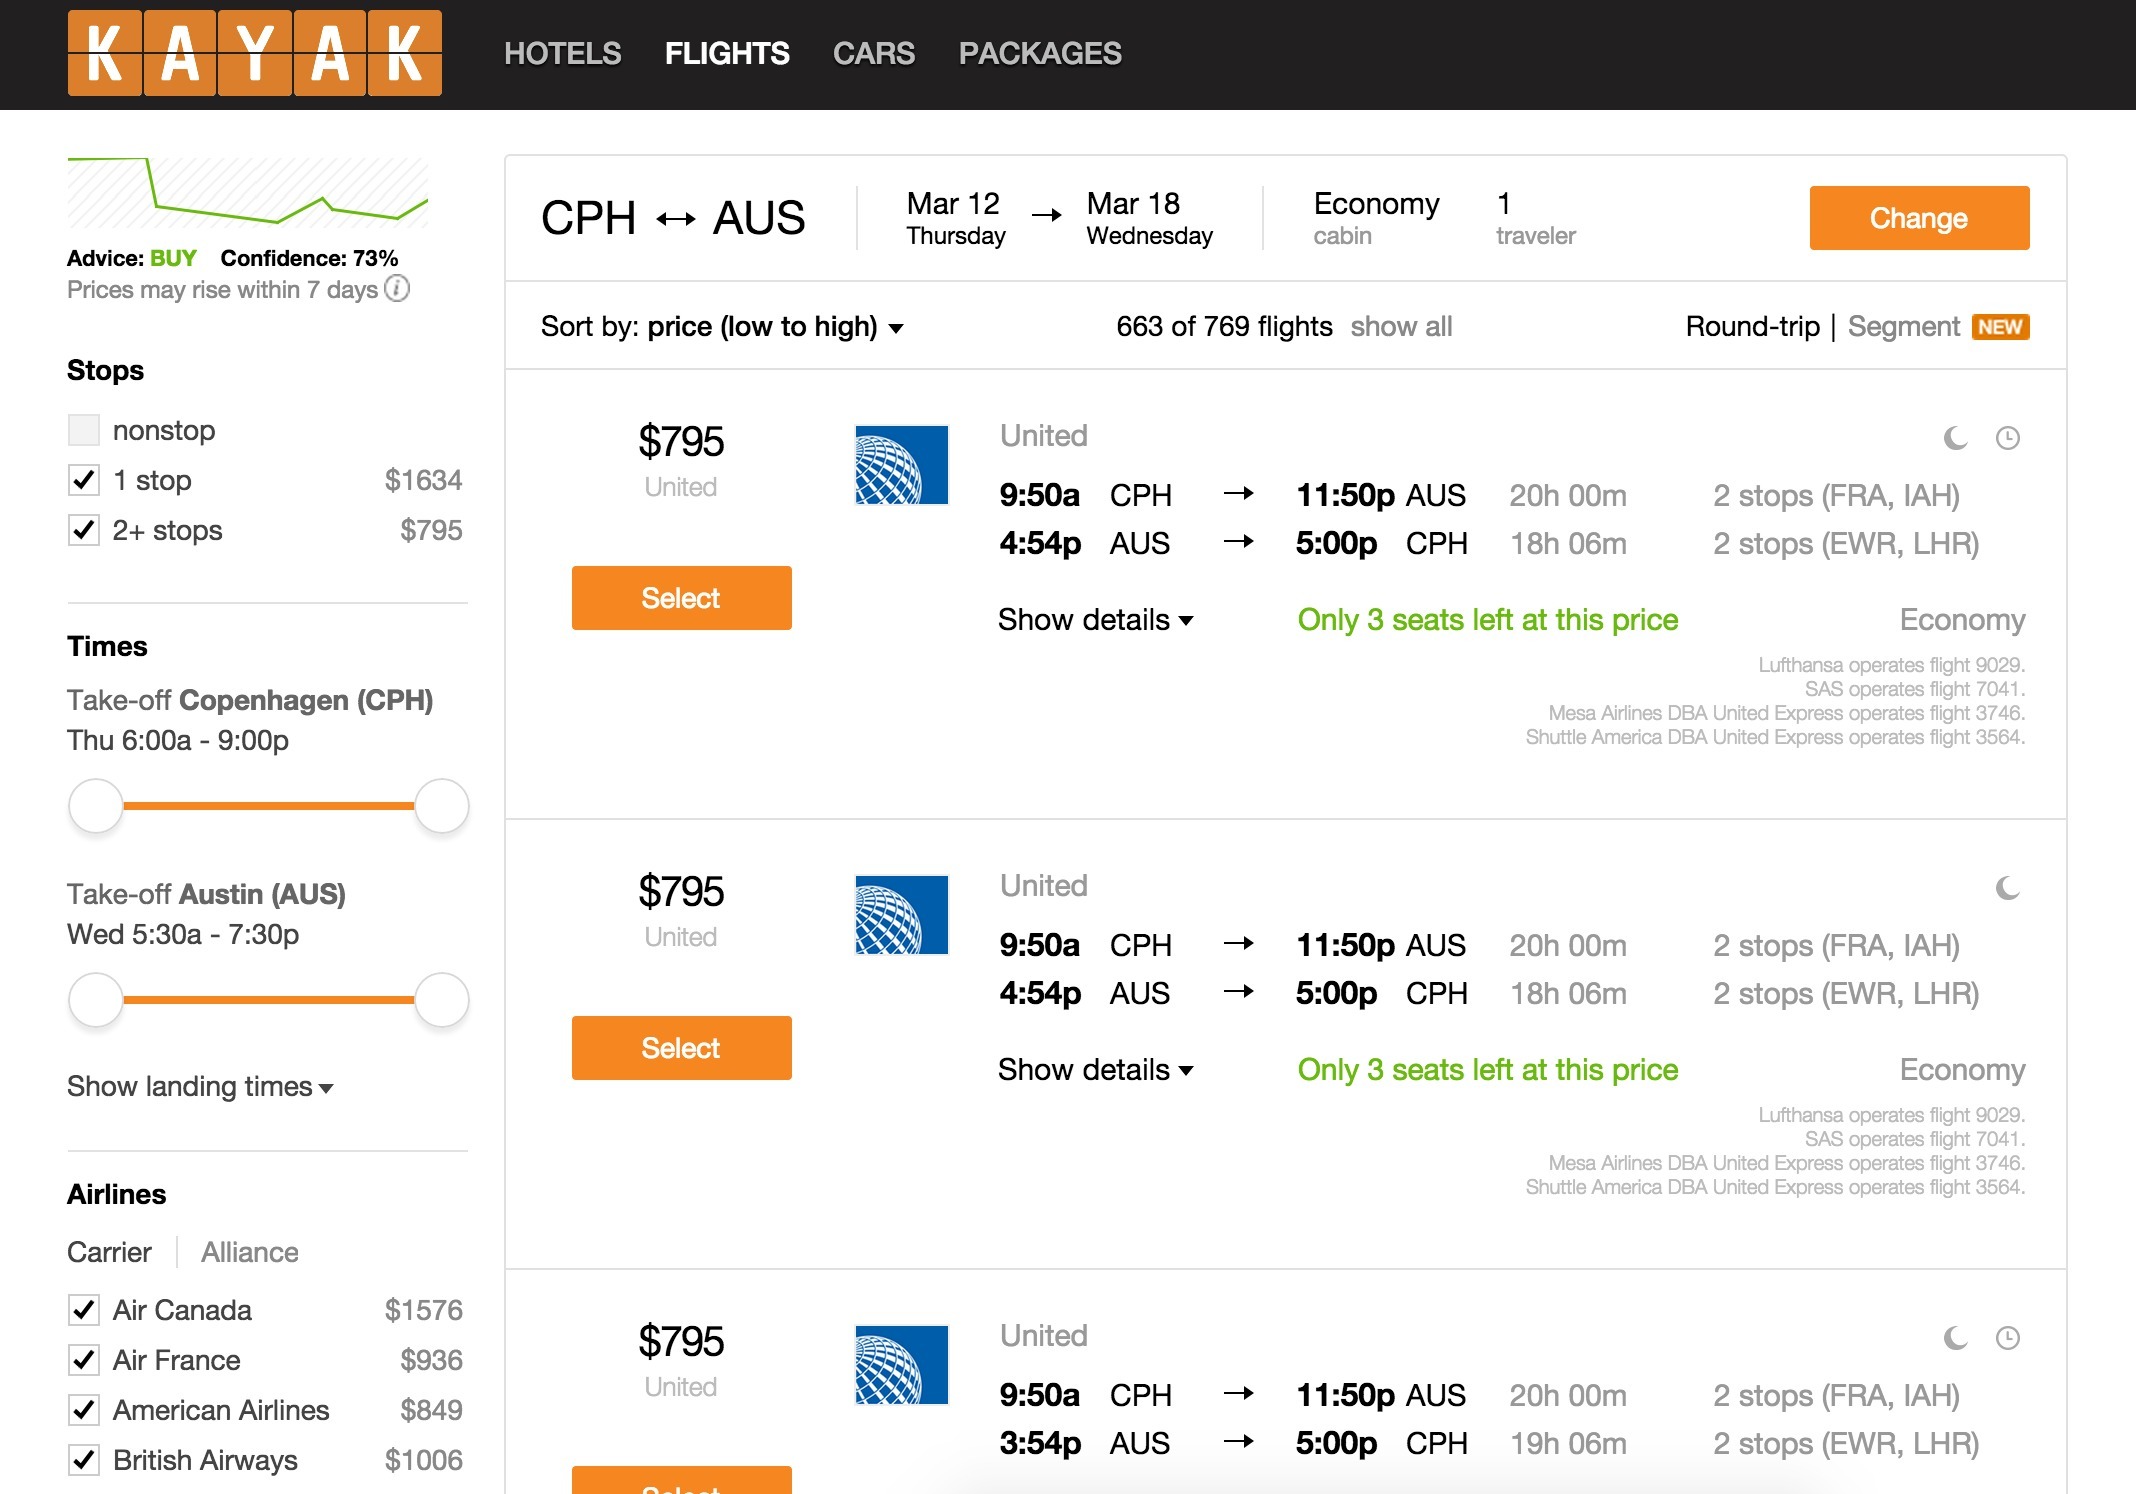 KAYAK HOTELS FLIGHTS CARS PACKAGES
Advice: BUY Confidence: 73%
Prices may rise within 7 days i
Stops
nonstop
1 stop $1634
2+ stops $795
Times
Take-off Copenhagen (CPH)
Thu 6:00a - 9:00p
Take-off Austin (AUS)
Wed 5:30a - 7:30p
Show landing times
Airlines
Carrier Alliance
Air Canada $1576
Air France $936
American Airlines $849
British Airways $1006
CPH ↔ AUS Mar 12 → Mar 18 Economy 1 Change
Thursday Wednesday cabin traveler
Sort by: price (low to high) 663 of 769 flights show all Round-trip | Segment NEW
$795 United
United
9:50a CPH → 11:50p AUS 20h 00m 2 stops (FRA, IAH)
4:54p AUS → 5:00p CPH 18h 06m 2 stops (EWR, LHR)
Select
Show details Only 3 seats left at this price Economy
Lufthansa operates flight 9029.
SAS operates flight 7041.
Mesa Airlines DBA United Express operates flight 3746.
Shuttle America DBA United Express operates flight 3564.
$795 United
United
9:50a CPH → 11:50p AUS 20h 00m 2 stops (FRA, IAH)
4:54p AUS → 5:00p CPH 18h 06m 2 stops (EWR, LHR)
Select
Show details Only 3 seats left at this price Economy
Lufthansa operates flight 9029.
SAS operates flight 7041.
Mesa Airlines DBA United Express operates flight 3746.
Shuttle America DBA United Express operates flight 3564.
$795 United
United
9:50a CPH → 11:50p AUS 20h 00m 2 stops (FRA, IAH)
3:54p AUS → 5:00p CPH 19h 06m 2 stops (EWR, LHR)
Select